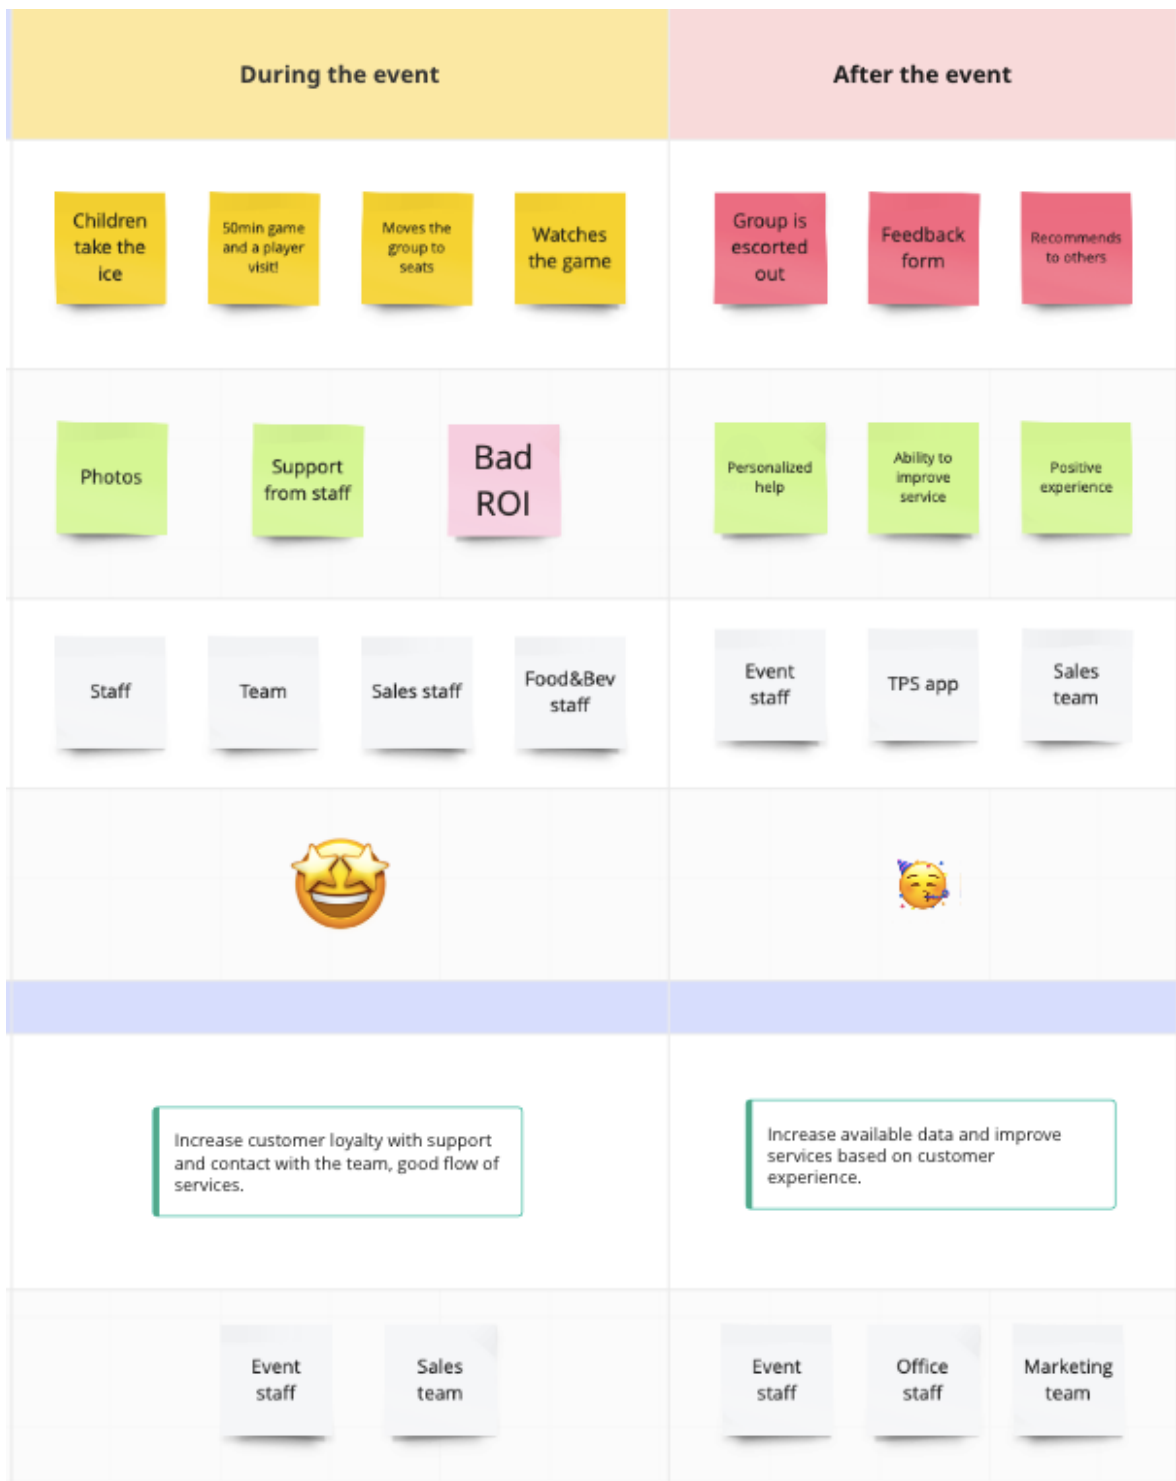 During the event
After the event
Children
take the
ice
50min game
and a player
visit!
Moves the
group to
seats
Watches
the game
Group is
escorted
out
Feedback
form
Recommends
to others
Photos
Support
from staff
Bad
ROI
Personalized
help
Ability to
improve
service
Positive
experience
Staff
Team
Sales staff
Food&Bev
staff
Event
staff
TPS app
Sales
team
Increase customer loyalty with support
and contact with the team, good flow of
services.
Increase available data and improve
services based on customer
experience.
Event
staff
Sales
team
Event
staff
Office
staff
Marketing
team